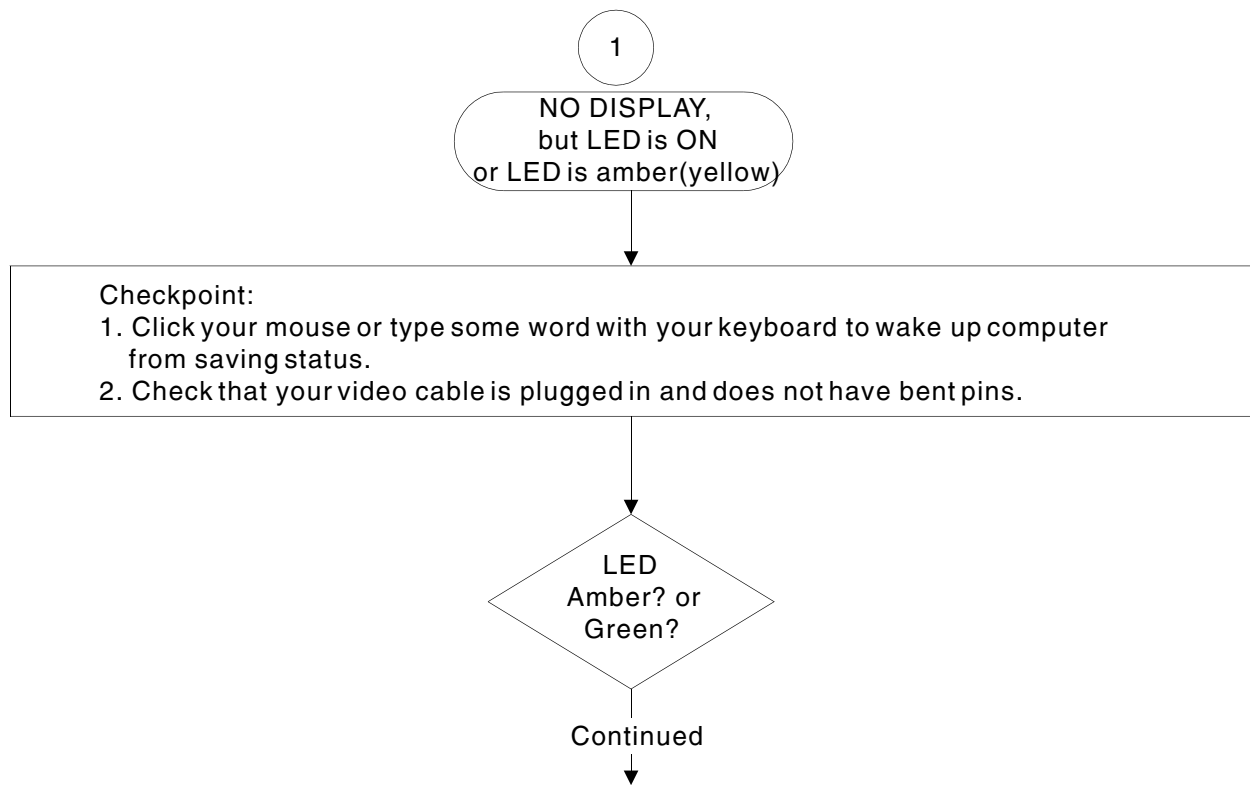 1
NO DISPLAY,
but LED is ON
or LED is amber(yellow)
Checkpoint:
1. Click your mouse or type some word with your keyboard to wake up computer
from saving status.
2. Check that your video cable is plugged in and does not have bent pins.
LED
Amber? or
Green?
Continued